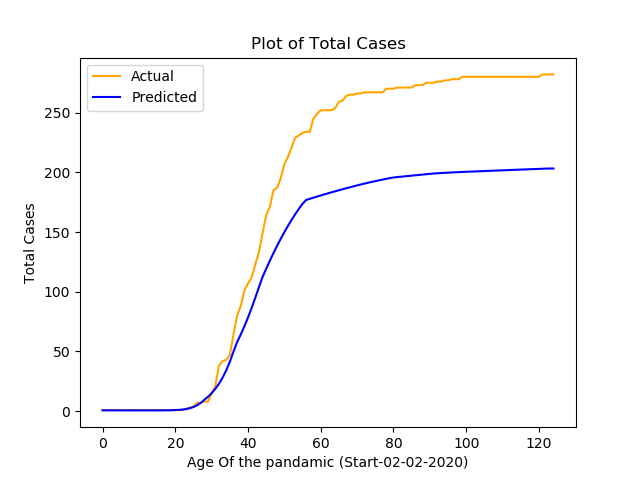 Plot of Total Cases
Actual
Predicted
250
200
150
100
50
0
Total Cases
0 20 40 60 80 100 120
Age Of the pandamic (Start-02-02-2020)